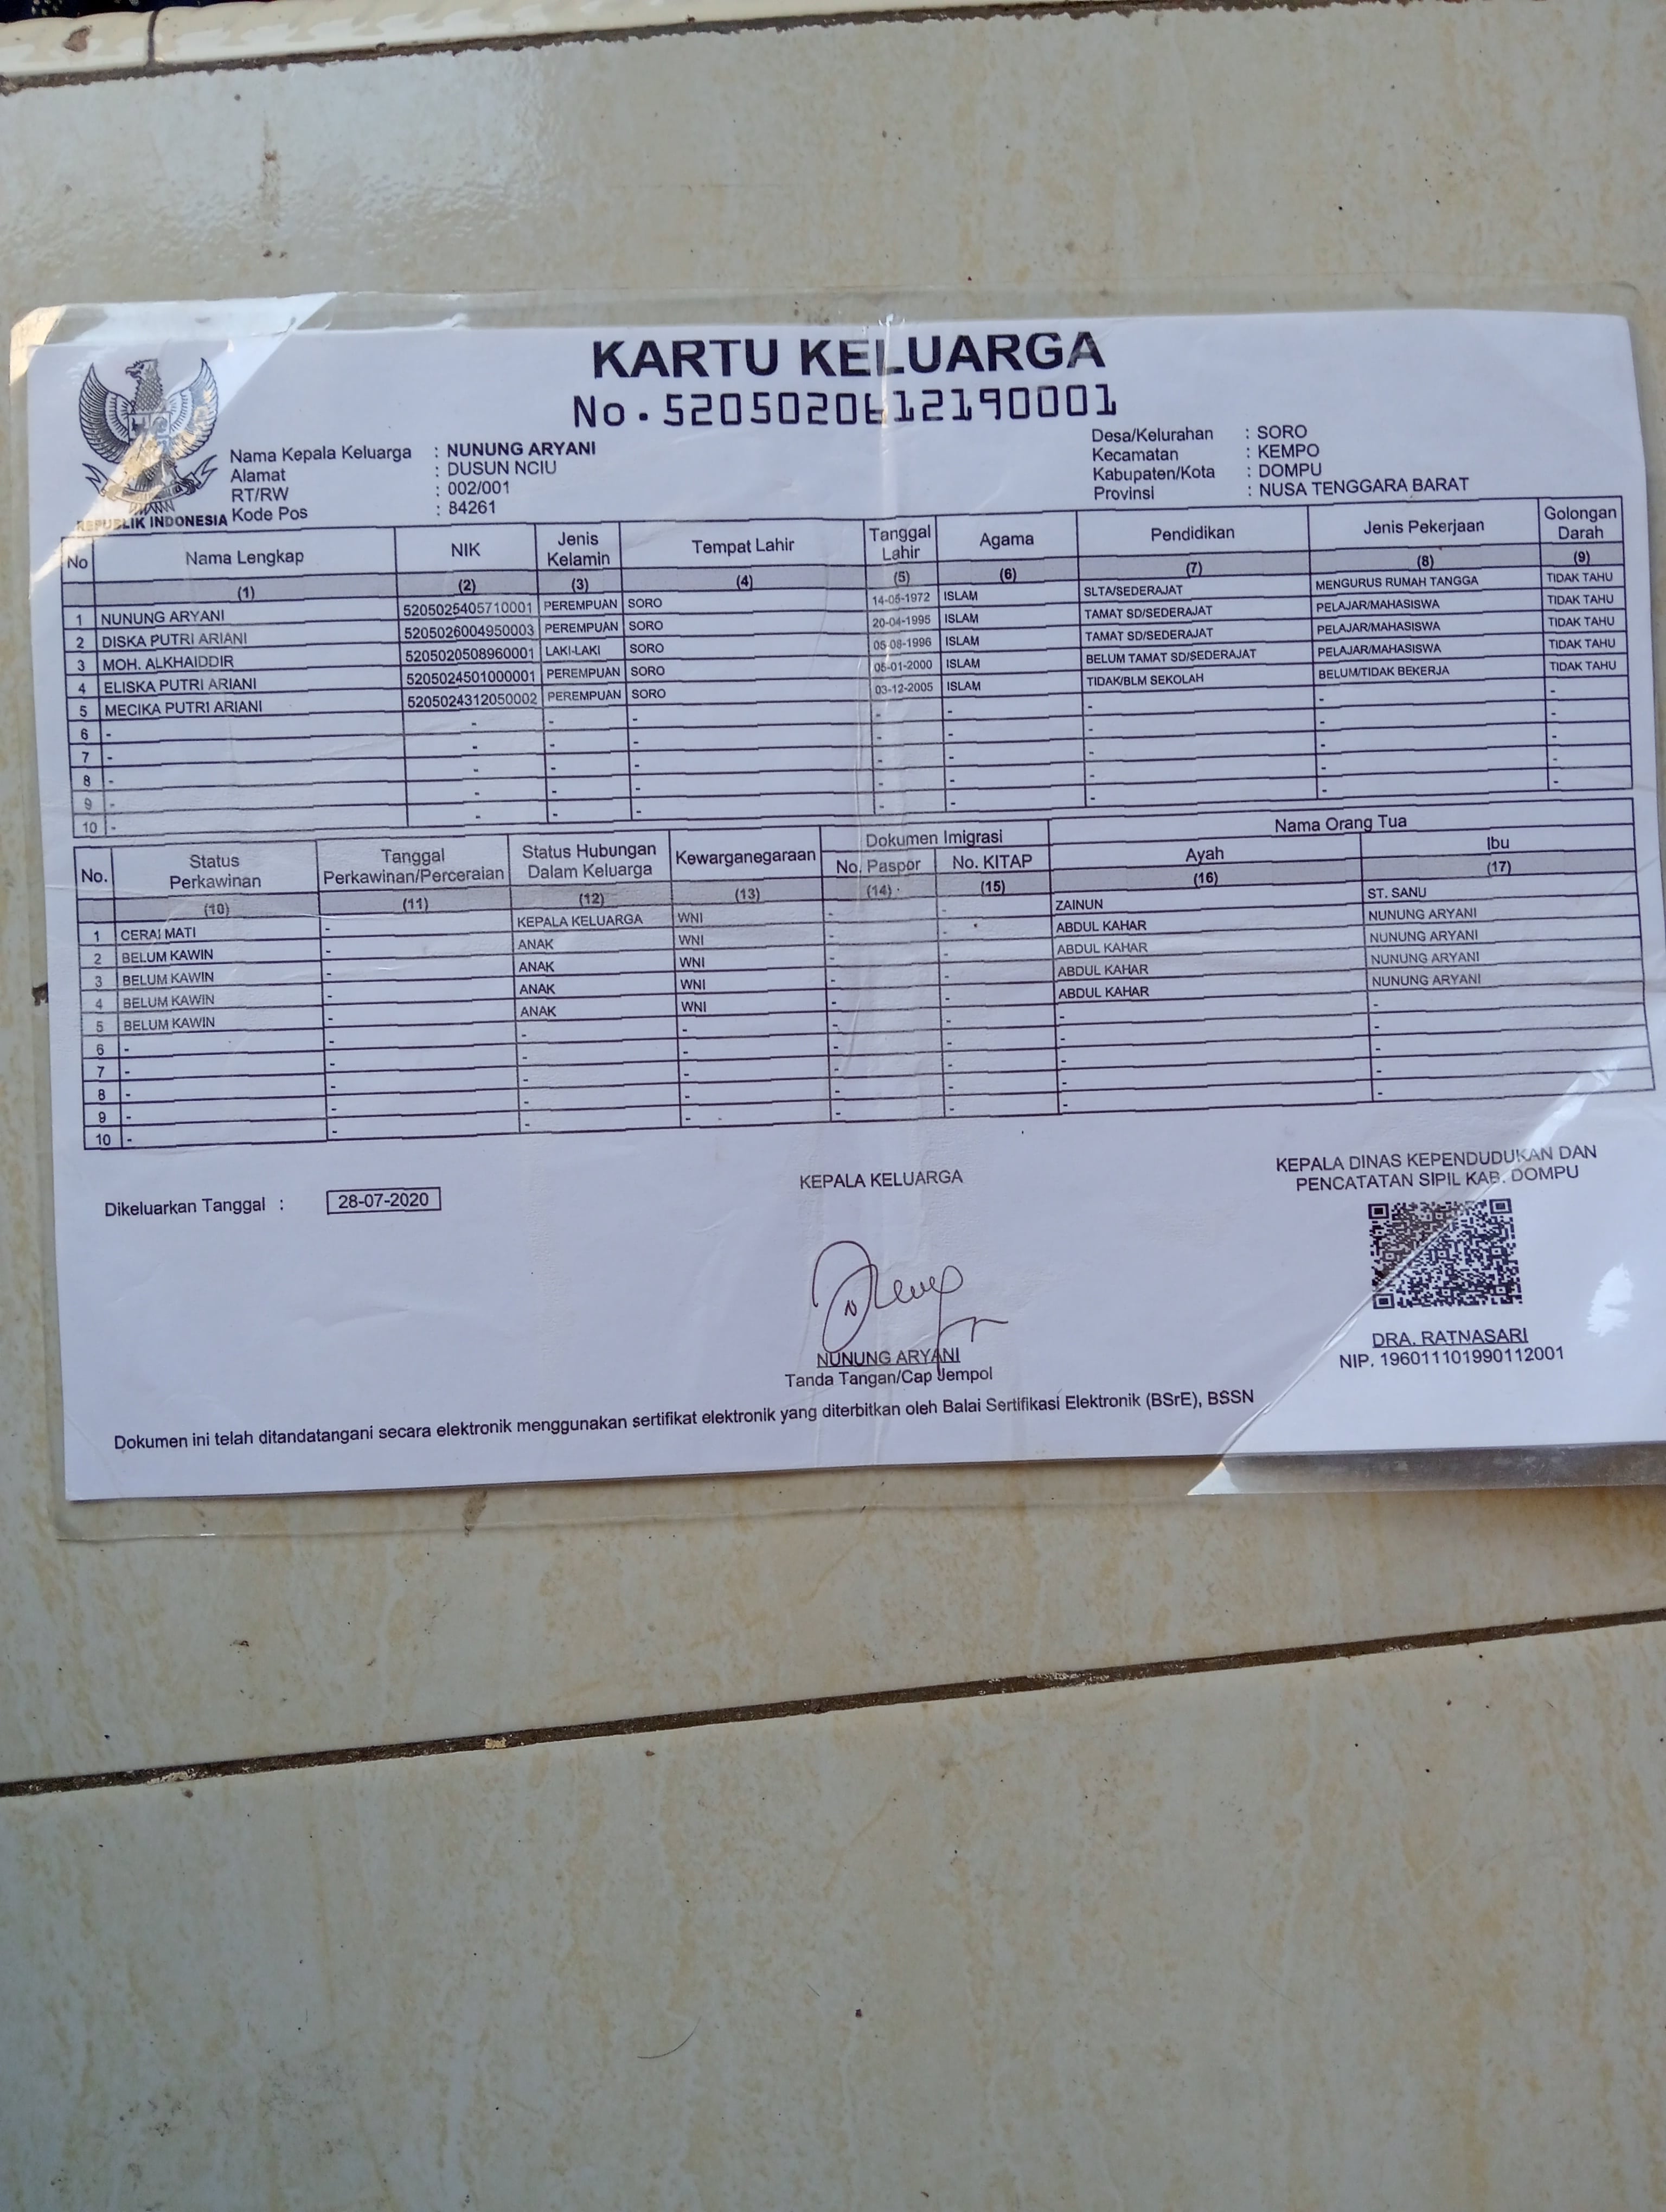 KARTU KELUARGA
No. 5205020612190001
Nama Kepala Keluarga : NUNUNG ARYANI
Alamat : DUSUN NCIU
RT/RW : 002/001
Kode Pos : 84261
Desa/Kelurahan : SORO
Kecamatan : KEMPO
Kabupaten/Kota : DOMPU
Provinsi : NUSA TENGGARA BARAT
REPUBLIK INDONESIA
No Nama Lengkap NIK Jenis Kelamin Tempat Lahir Tanggal Lahir Agama Pendidikan Jenis Pekerjaan Golongan Darah
(1) (2) (3) (4) (5) (6) (7) (8) (9)
1 NUNUNG ARYANI 5205025405710001 PEREMPUAN SORO 14-05-1972 ISLAM SLTA/SEDERAJAT MENGURUS RUMAH TANGGA TIDAK TAHU
2 DISKA PUTRI ARIANI 5205026004950003 PEREMPUAN SORO 20-04-1995 ISLAM TAMAT SD/SEDERAJAT PELAJAR/MAHASISWA TIDAK TAHU
3 MOH. ALKHAIDDIR 5205020508960001 LAKI-LAKI SORO 05-08-1996 ISLAM TAMAT SD/SEDERAJAT PELAJAR/MAHASISWA TIDAK TAHU
4 ELISKA PUTRI ARIANI 5205024501000001 PEREMPUAN SORO 05-01-2000 ISLAM BELUM TAMAT SD/SEDERAJAT PELAJAR/MAHASISWA TIDAK TAHU
5 MECIKA PUTRI ARIANI 5205024312050002 PEREMPUAN SORO 03-12-2005 ISLAM TIDAK/BLM SEKOLAH BELUM/TIDAK BEKERJA TIDAK TAHU
6 - - - - - - - - -
7 - - - - - - - - -
8 - - - - - - - - -
9 - - - - - - - - -
10 - - - - - - - - -
No. Status Perkawinan Tanggal Perkawinan/Perceraian Status Hubungan Dalam Keluarga Kewarganegaraan Dokumen Imigrasi Nama Orang Tua
No. Paspor No. KITAP Ayah Ibu
(10) (11) (12) (13) (14) (15) (16) (17)
1 CERAI MATI - KEPALA KELUARGA WNI - - ZAINUN ST. SANU
2 BELUM KAWIN - ANAK WNI - - ABDUL KAHAR NUNUNG ARYANI
3 BELUM KAWIN - ANAK WNI - - ABDUL KAHAR NUNUNG ARYANI
4 BELUM KAWIN - ANAK WNI - - ABDUL KAHAR NUNUNG ARYANI
5 BELUM KAWIN - ANAK WNI - - ABDUL KAHAR NUNUNG ARYANI
6 - - - - - - - -
7 - - - - - - - -
8 - - - - - - - -
9 - - - - - - - -
10 - - - - - - - -
Dikeluarkan Tanggal : 28-07-2020
KEPALA KELUARGA
NUNUNG ARYANI
Tanda Tangan/Cap Jempol
KEPALA DINAS KEPENDUDUKAN DAN
PENCATATAN SIPIL KAB. DOMPU
DRA. RATNASARI
NIP. 196011101990112001
Dokumen ini telah ditandatangani secara elektronik menggunakan sertifikat elektronik yang diterbitkan oleh Balai Sertifikasi Elektronik (BSrE), BSSN